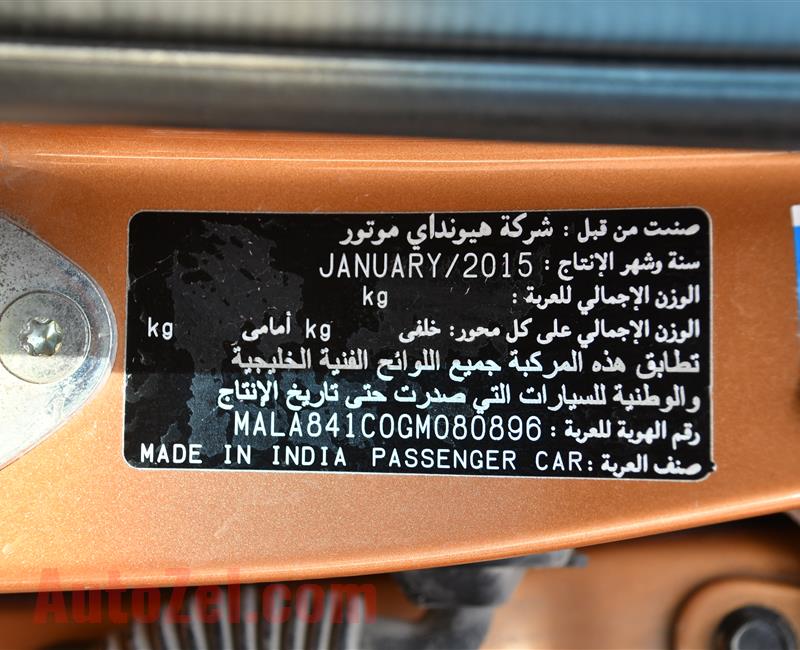 صنعت من قبل : شركة هيونداي موتور
سنة وشهر الإنتاج : JANUARY/2015
الوزن الإجمالي للعربة : kg
الوزن الإجمالي على كل محور: خلفى kg أمامى kg
تطابق هذه المركبة جميع اللوائح الفنية الخليجية
والوطنية للسيارات التي صدرت حتى تاريخ الإنتاج
رقم الهوية للعربة : MALA841C0GM080896
صنف العربة : PASSENGER CAR MADE IN INDIA
AutoZel.com